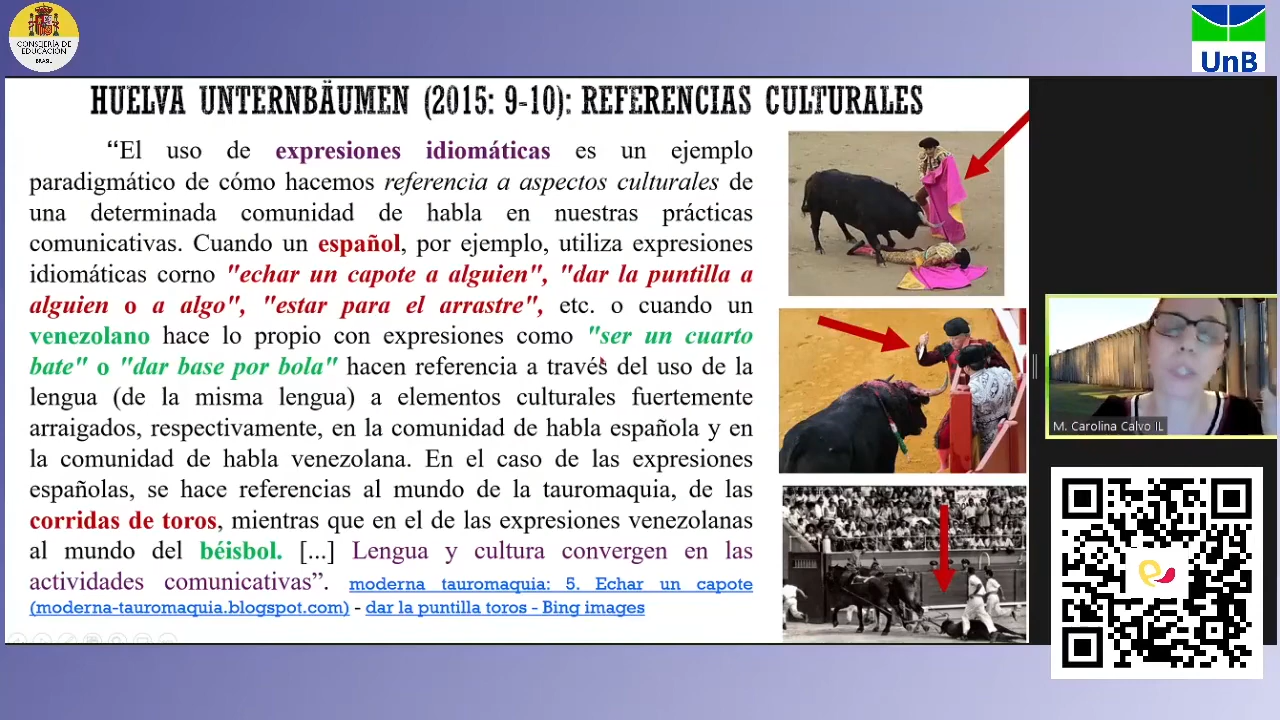 CONSEJERÍA DE
EDUCACIÓN
BRASIL
UnB
HUELVA UNTERNBÄUMEN (2015: 9-10): REFERENCIAS CULTURALES
“El uso de expresiones idiomáticas es un ejemplo
paradigmático de cómo hacemos referencia a aspectos culturales de
una determinada comunidad de habla en nuestras prácticas
comunicativas. Cuando un español, por ejemplo, utiliza expresiones
idiomáticas corno "echar un capote a alguien", "dar la puntilla a
alguien o a algo", "estar para el arrastre", etc. o cuando un
venezolano hace lo propio con expresiones como "ser un cuarto
bate" o "dar base por bola" hacen referencia a través del uso de la
lengua (de la misma lengua) a elementos culturales fuertemente
arraigados, respectivamente, en la comunidad de habla española y en
la comunidad de habla venezolana. En el caso de las expresiones
españolas, se hace referencias al mundo de la tauromaquia, de las
corridas de toros, mientras que en el de las expresiones venezolanas
al mundo del béisbol. [...] Lengua y cultura convergen en las
actividades comunicativas”. moderna tauromaquia: 5. Echar un capote
(moderna-tauromaquia.blogspot.com) - dar la puntilla toros - Bing images
M. Carolina Calvo IL